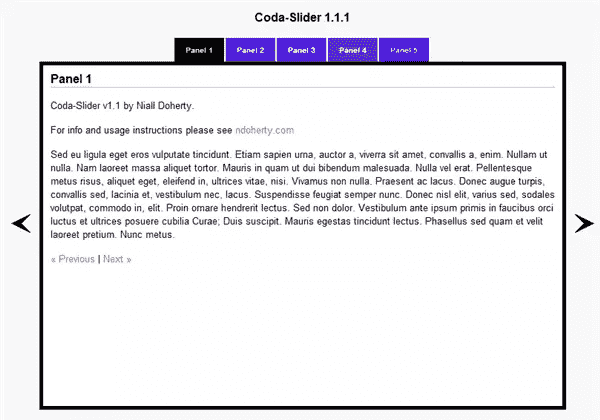 Coda-Slider 1.1.1
Panel 1 Panel 2 Panel 3 Panel 4 Panel 5
Panel 1
Coda-Slider v1.1 by Niall Doherty.
For info and usage instructions please see ndoherty.com
Sed eu ligula eget eros vulputate tincidunt. Etiam sapien urna, auctor a, viverra sit amet, convallis a, enim. Nullam ut
nulla. Nam laoreet massa aliquet tortor. Mauris in quam ut dui bibendum malesuada. Nulla vel erat. Pellentesque
metus risus, aliquet eget, eleifend in, ultrices vitae, nisi. Vivamus non nulla. Praesent ac lacus. Donec augue turpis,
convallis sed, lacinia et, vestibulum nec, lacus. Suspendisse feugiat semper nunc. Donec nisl elit, varius sed, sodales
volutpat, commodo in, elit. Proin ornare hendrerit lectus. Sed non dolor. Vestibulum ante ipsum primis in faucibus orci
luctus et ultrices posuere cubilia Curae; Duis suscipit. Mauris egestas tincidunt lectus. Phasellus sed quam et velit
laoreet pretium. Nunc metus.
« Previous | Next »